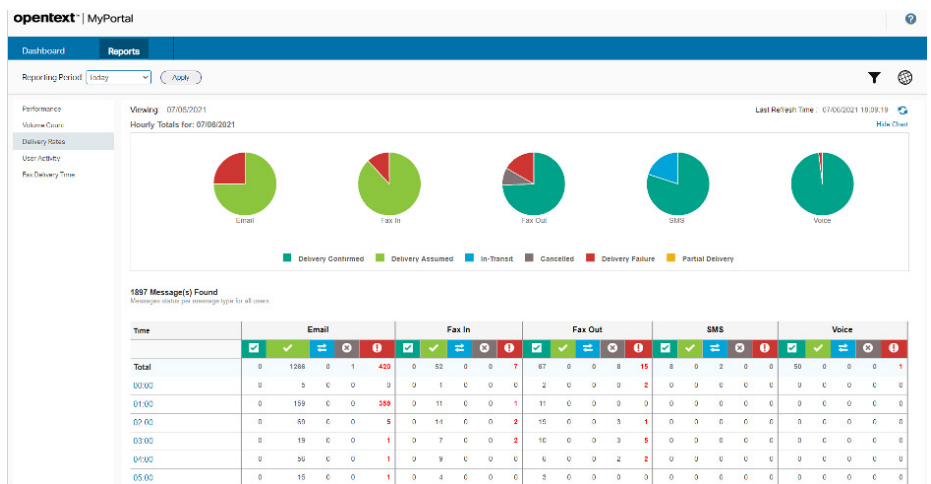 opentext™ | MyPortal
Dashboard Reports
Reporting Period Today Apply
Performance
Volume Count
Delivery Rates
User Activity
Fax Delivery Time
Viewing: 07/06/2021
Last Refresh Time : 07/06/2021 10:09:19
Hourly Totals for: 07/06/2021
Hide Chart
Email Fax In Fax Out SMS Voice
Delivery Confirmed Delivery Assumed In-Transit Cancelled Delivery Failure Partial Delivery
1897 Message(s) Found
Messages status per message type for all users
Time Email Fax In Fax Out SMS Voice
Total 0 1266 0 1 420 0 52 0 0 7 67 0 0 8 15 8 0 2 0 0 50 0 0 0 1
00:00 0 5 0 0 0 0 1 0 0 0 2 0 0 0 2 0 0 0 0 0 0 0 0 0 0
01:00 0 159 0 0 0 11 0 0 1 11 0 0 0 0 0 0 0 0 0 0 0 0 0 0
02:00 0 69 0 0 5 0 14 0 0 2 0 0 3 1 0 0 0 0 0 0 0 0 0 0
03:00 0 19 0 0 1 0 7 0 0 2 10 0 0 3 5 0 0 0 0 0 0 0 0 0 0
04:00 0 0 0 1 0 9 0 0 0 0 0 2 2 0 0 0 0 0 0 0 0 0 0
05:00 0 15 0 0 1 0 4 0 0 0 0 0 0 0 0 0 0 0 0 0 0 0 0 0